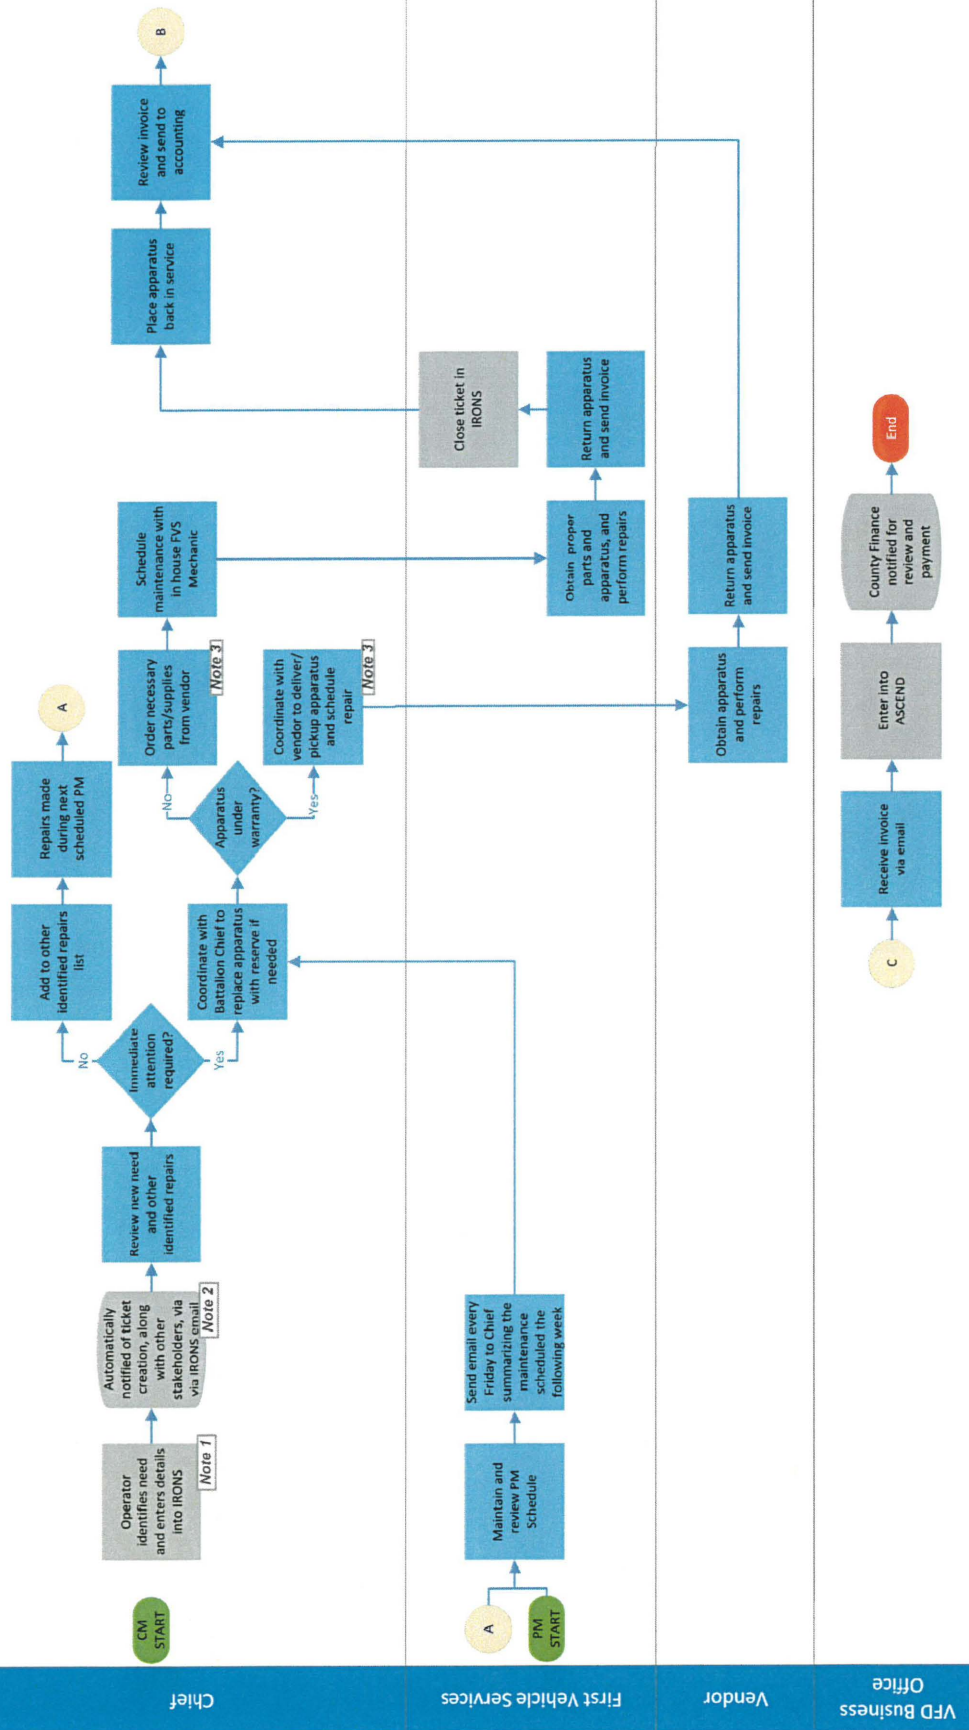 Chief
CM
START
Operator
identifies need
and enters details
into IRONS
Note 1
Automatically
notified of ticket
creation, along
with other
stakeholders, via
via IRONS email
Note 2
Review new need
and other
identified repairs
Immediate
attention
required?
No
Yes
Add to other
identified repairs
list
Repairs made
during next
scheduled PM
A
Coordinate with
Battalion Chief to
replace apparatus
with reserve if
needed
Apparatus
under
warranty?
No
Yes
Order necessary
parts/supplies
from vendor
Note 3
Coordinate with
vendor to deliver/
pickup apparatus
and schedule
repair
Note 3
Schedule
maintenance with
in house FVS
Mechanic
Place apparatus
back in service
Review invoice
and send to
accounting
B
First Vehicle Services
A
PM
START
Maintain and
review PM
Schedule
Send email every
Friday to Chief
summarizing the
maintenance
scheduled the
following week
Obtain proper
parts and
apparatus, and
perform repairs
Return apparatus
and send invoice
Close ticket in
IRONS
Vendor
Obtain apparatus
and perform
repairs
Return apparatus
and send invoice
VFD Business
Office
C
Receive invoice
via email
Enter into
ASCEND
County Finance
notified for
review and
payment
End